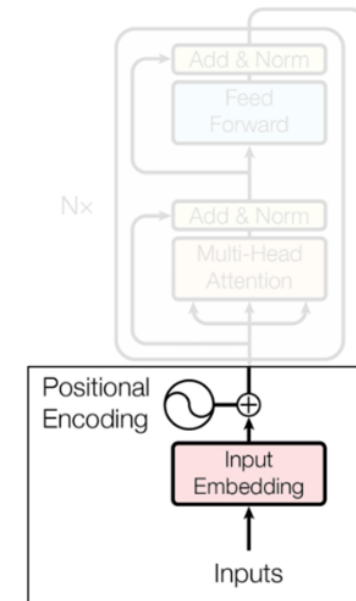 Add & Norm
Feed
Forward
N×
Add & Norm
Multi-Head
Attention
Positional
Encoding
Input
Embedding
Inputs